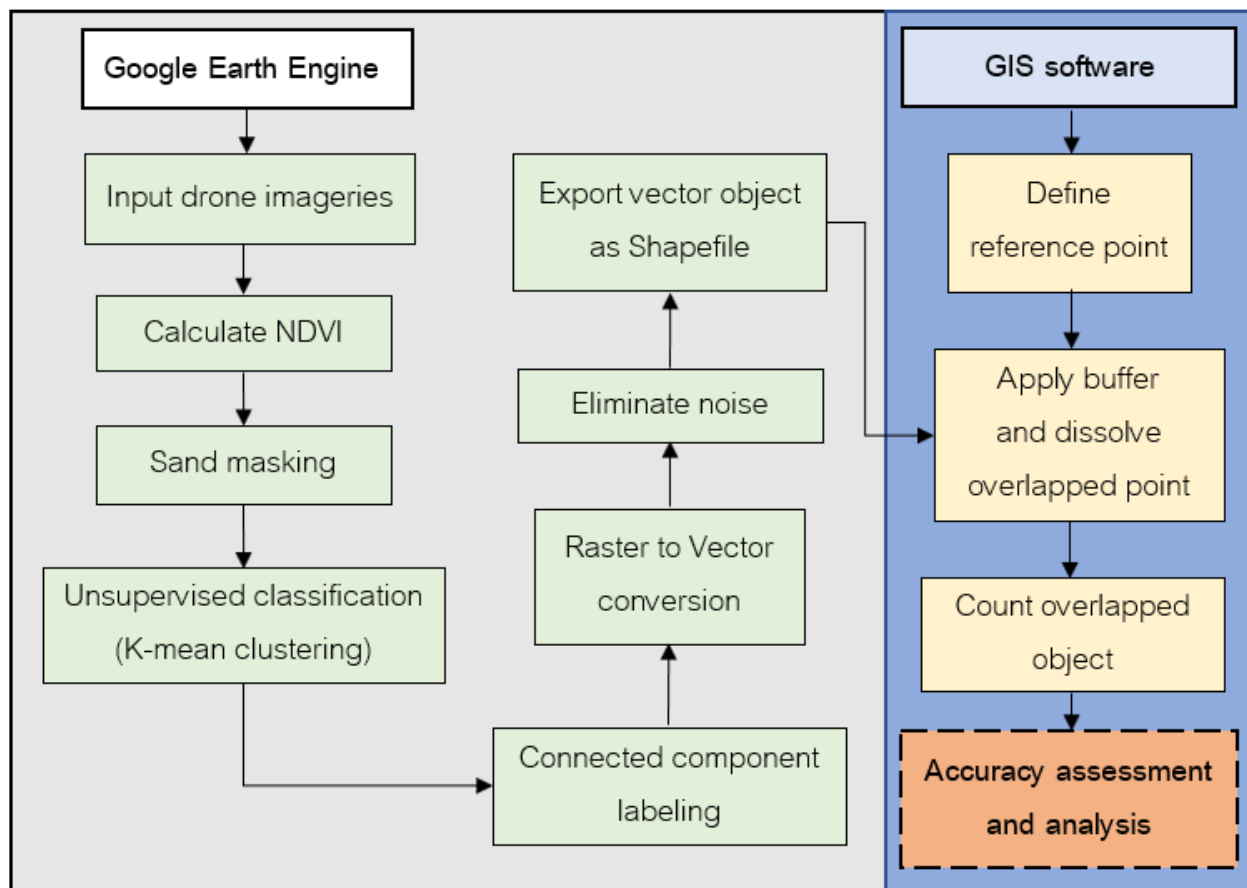 Google Earth Engine
Input drone imageries
Calculate NDVI
Sand masking
Unsupervised classification
(K-mean clustering)
Connected component
labeling
Raster to Vector
conversion
Eliminate noise
Export vector object
as Shapefile
GIS software
Define
reference point
Apply buffer
and dissolve
overlapped point
Count overlapped
object
Accuracy assessment
and analysis